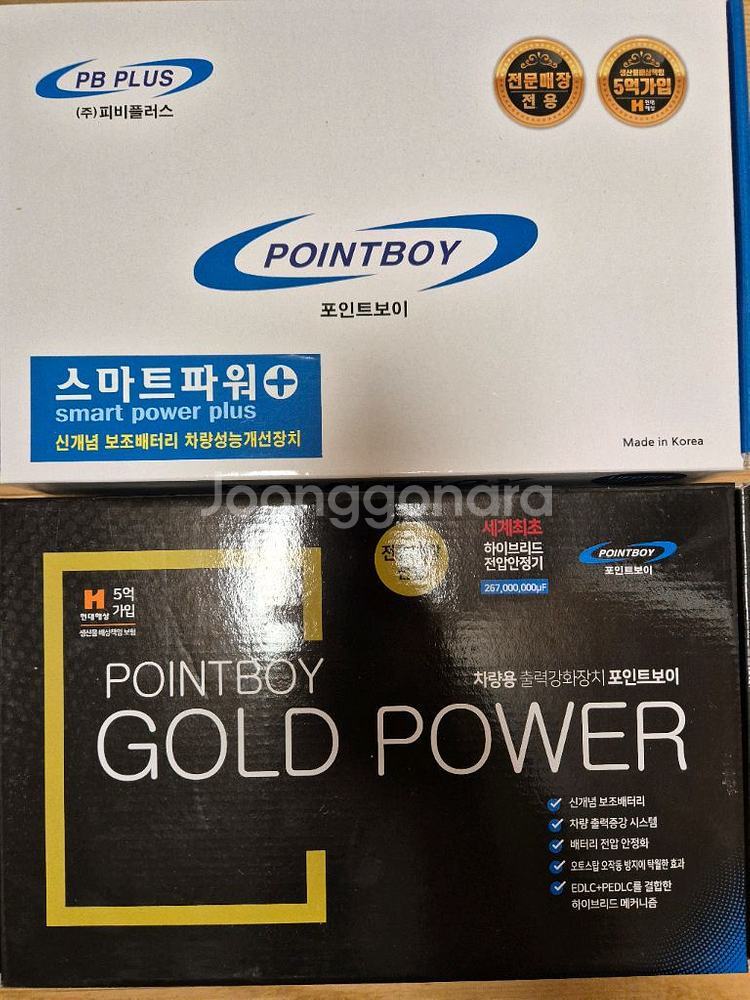 PB PLUS
(주)피비플러스
전문매장
전용
생산물배상책임
5억가입
H 현대
해상
POINTBOY
포인트보이
스마트파워+
smart power plus
신개념 보조배터리 차량성능개선장치
Made in Korea
Joonggonara
세계최초
하이브리드
전압안정기
267,000,000μF
POINTBOY
포인트보이
H 5억
현대해상 가입
생산물 배상책임 보험
POINTBOY
차량용 출력강화장치 포인트보이
GOLD POWER
신개념 보조배터리
차량 출력증강 시스템
배터리 전압 안정화
오토스탑 오작동 방지에 탁월한 효과
EDLC+PEDLC를 결합한
하이브리드 메커니즘